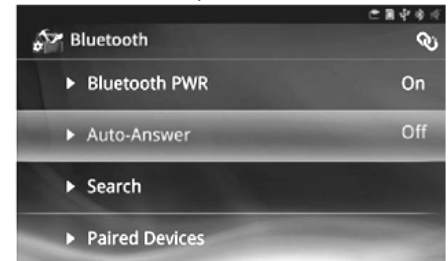 Bluetooth
Bluetooth PWR On
Auto-Answer Off
Search
Paired Devices